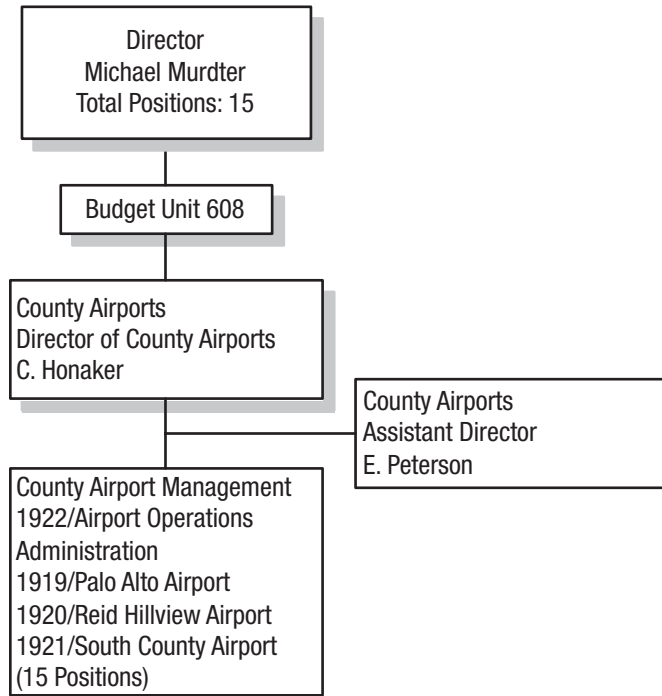 Director
Michael Murdter
Total Positions: 15
Budget Unit 608
County Airports
Director of County Airports
C. Honaker
County Airports
Assistant Director
E. Peterson
County Airport Management
1922/Airport Operations
Administration
1919/Palo Alto Airport
1920/Reid Hillview Airport
1921/South County Airport
(15 Positions)